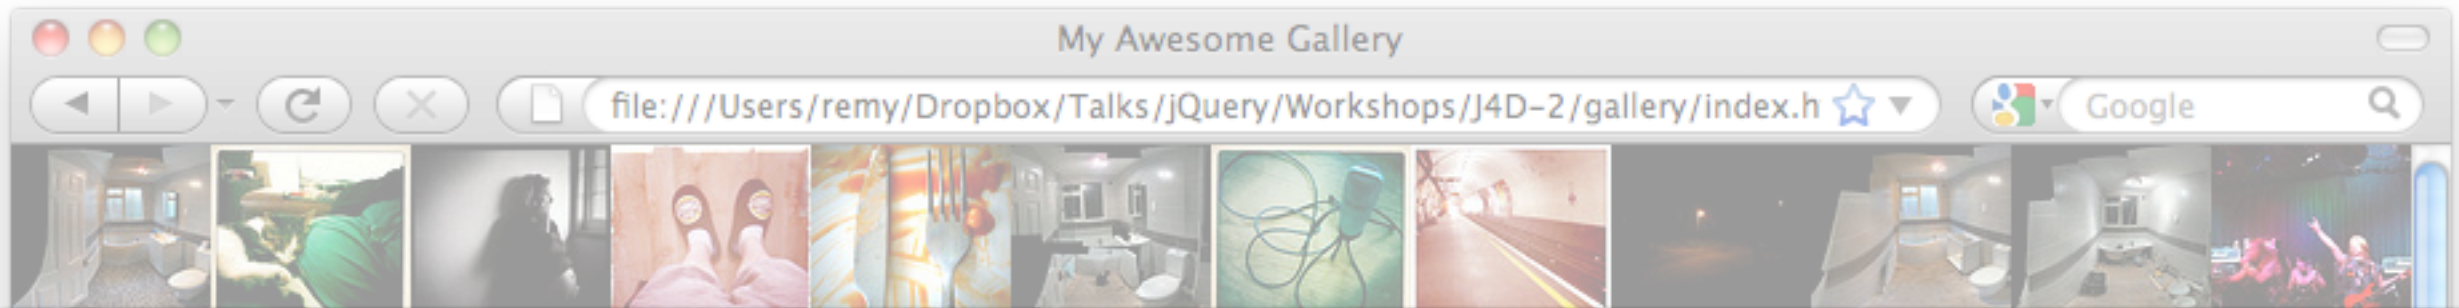 My Awesome Gallery
file:///Users/remy/Dropbox/Talks/jQuery/Workshops/J4D-2/gallery/index.h
Google